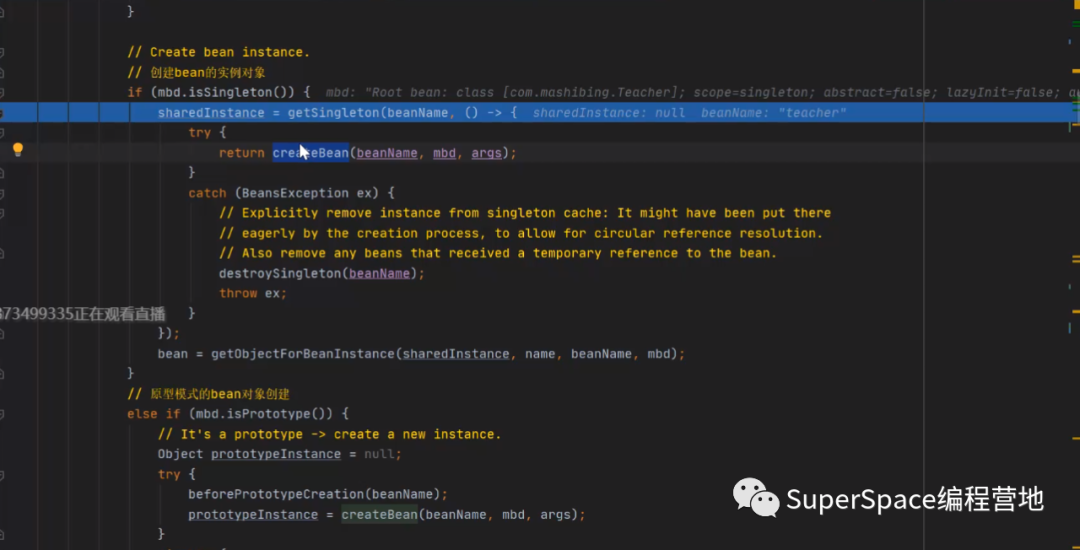 }
// Create bean instance.
// 创建bean的实例对象
if (mbd.isSingleton()) { mbd: "Root bean: class [com.mashibing.Teacher]; scope=singleton; abstract=false; lazyInit=false; au
sharedInstance = getSingleton(beanName, () -> { sharedInstance: null beanName: "teacher"
try {
return createBean(beanName, mbd, args);
}
catch (BeansException ex) {
// Explicitly remove instance from singleton cache: It might have been put there
// eagerly by the creation process, to allow for circular reference resolution.
// Also remove any beans that received a temporary reference to the bean.
destroySingleton(beanName);
throw ex;
873499335正在观看直播 }
});
bean = getObjectForBeanInstance(sharedInstance, name, beanName, mbd);
}
// 原型模式的bean对象创建
else if (mbd.isPrototype()) {
// It's a prototype -> create a new instance.
Object prototypeInstance = null;
try {
beforePrototypeCreation(beanName);
prototypeInstance = createBean(beanName, mbd, args);
}
SuperSpace编程营地